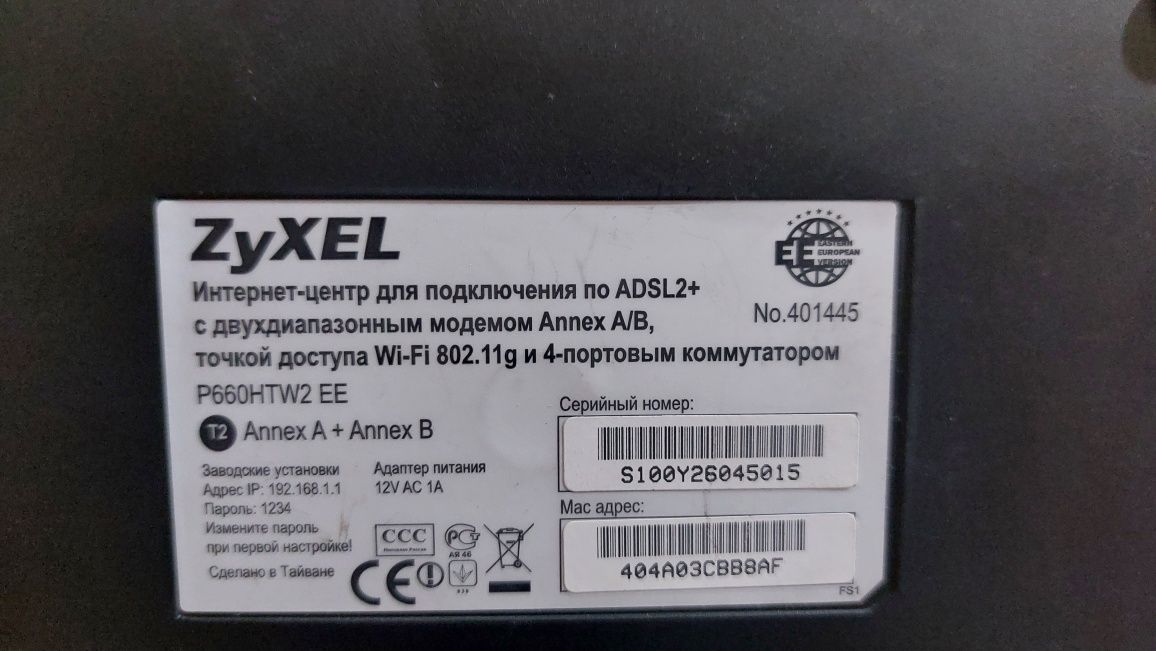 ZyXEL
EE EASTERN
EUROPEAN
VERSION
Интернет-центр для подключения по ADSL2+
с двухдиапазонным модемом Annex A/B,
No.401445
точкой доступа Wi-Fi 802.11g и 4-портовым коммутатором
P660HTW2 EE
T2 Annex A + Annex B
Серийный номер:
S100Y26045015
Заводские установки
Адрес IP: 192.168.1.1
Пароль: 1234
Измените пароль
при первой настройке!
Сделано в Тайване
Адаптер питания
12V AC 1A
CCC
АЯ 46
CE
Mac адрес:
404A03CBB8AF
FS1